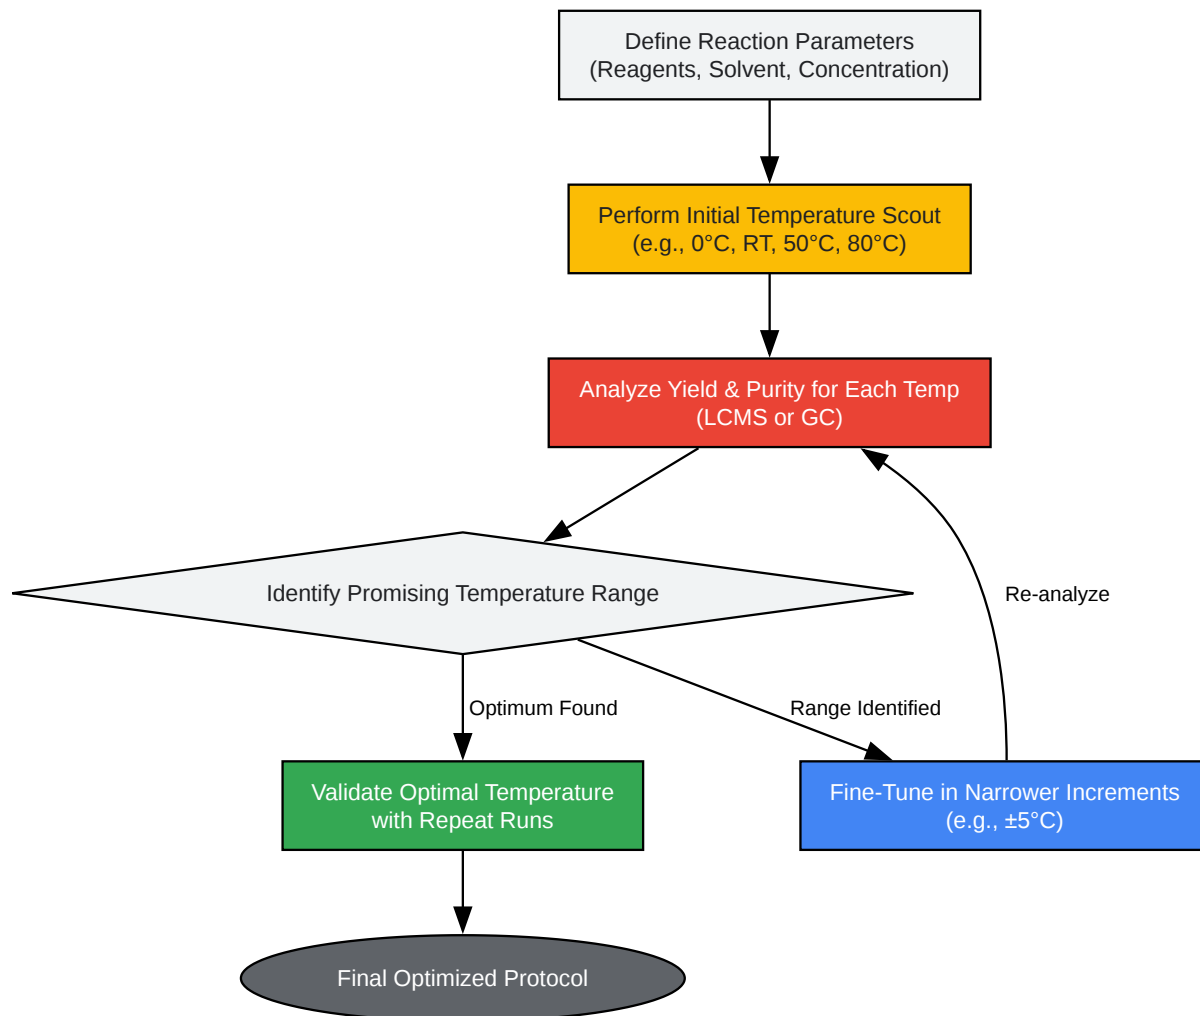 Define Reaction Parameters
(Reagents, Solvent, Concentration)
Perform Initial Temperature Scout
(e.g., 0°C, RT, 50°C, 80°C)
Analyze Yield & Purity for Each Temp
(LCMS or GC)
Identify Promising Temperature Range
Re-analyze
Optimum Found
Range Identified
Validate Optimal Temperature
with Repeat Runs
Fine-Tune in Narrower Increments
(e.g., ±5°C)
Final Optimized Protocol